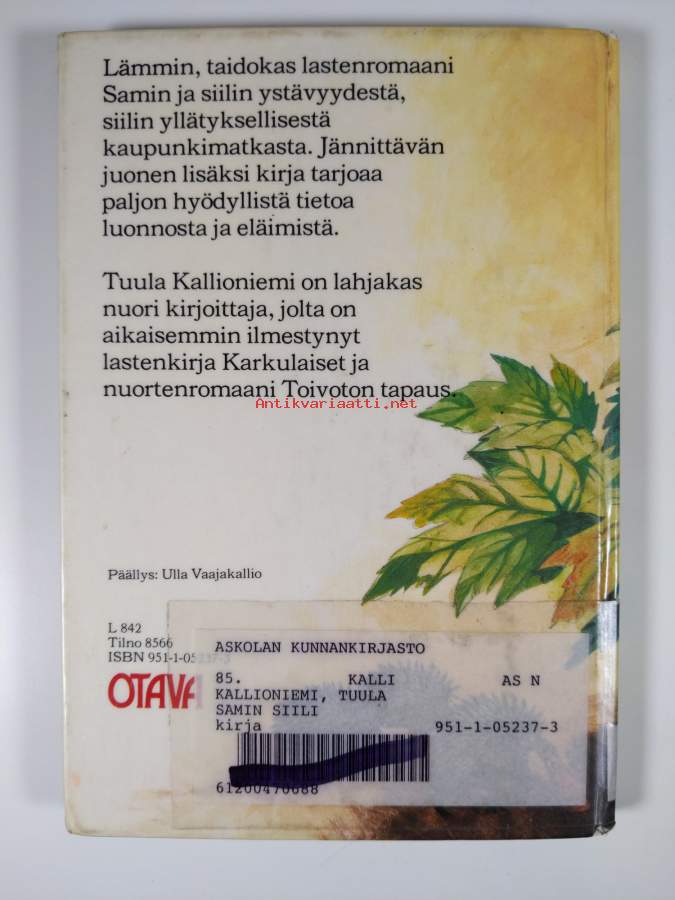 Lämmin, taidokas lastenromaani
Samin ja siilin ystävyydestä,
siilin yllätyksellisestä
kaupunkimatkasta. Jännittävän
juonen lisäksi kirja tarjoaa
paljon hyödyllistä tietoa
luonnosta ja eläimistä.
Tuula Kallioniemi on lahjakas
nuori kirjoittaja, jolta on
aikaisemmin ilmestynyt
lastenkirja Karkulaiset ja
nuortenromaani Toivoton tapaus.
Antikvariaatti.net
Päällys: Ulla Vaajakallio
L 842
Tilno 8566
ISBN 951-1-05237-3
OTAVA
ASKOLAN KUNNANKIRJASTO
85. KALLI AS N
KALLIONIEMI, TUULA
SAMIN SIILI
kirja 951-1-05237-3
61200470688